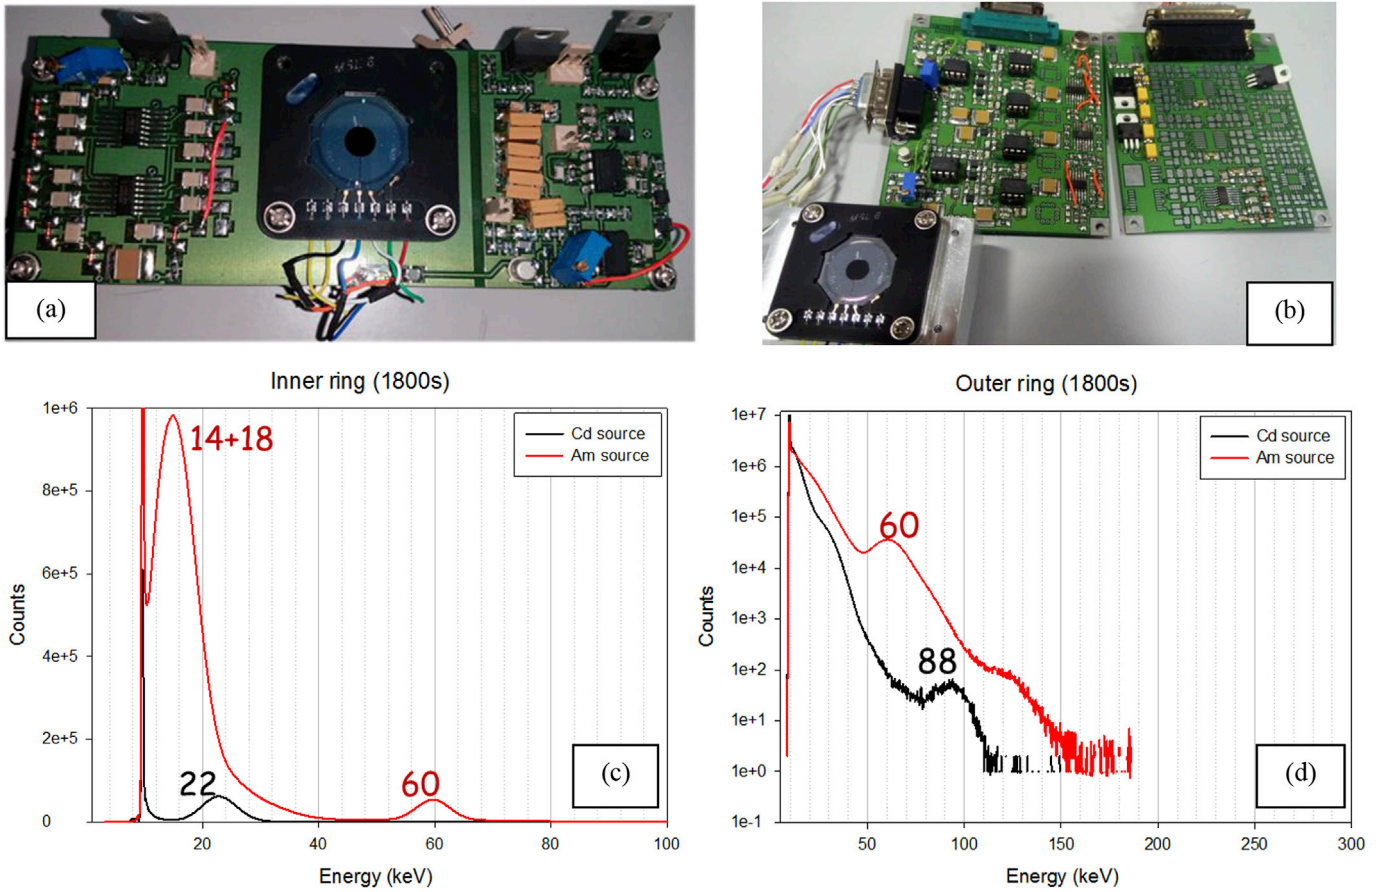 (a)
(b)
Inner ring (1800s)
Outer ring (1800s)
1e+6
8e+5
6e+5
4e+5
2e+5
0
Counts
14+18
22
60
Cd source
Am source
(c)
20
40
60
80
100
Energy (keV)
1e+7
1e+6
1e+5
1e+4
1e+3
1e+2
1e+1
1e+0
1e-1
Counts
60
88
Cd source
Am source
(d)
50
100
150
200
250
300
Energy (keV)